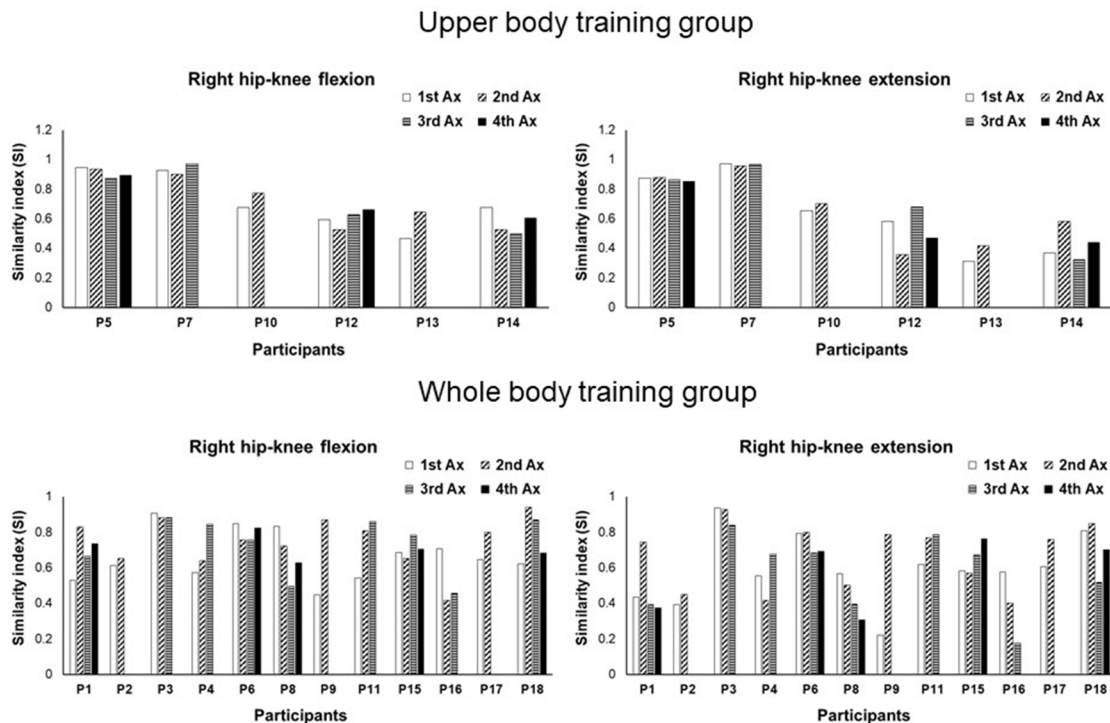 Upper body training group
Right hip-knee flexion
1st Ax 2nd Ax
3rd Ax 4th Ax
Similarity index (SI)
1.2
1
0.8
0.6
0.4
0.2
0
P5 P7 P10 P12 P13 P14
Participants
Right hip-knee extension
1st Ax 2nd Ax
3rd Ax 4th Ax
Similarity index (SI)
1.2
1
0.8
0.6
0.4
0.2
0
P5 P7 P10 P12 P13 P14
Participants
Whole body training group
Right hip-knee flexion
1st Ax 2nd Ax
3rd Ax 4th Ax
Similarity index (SI)
1
0.8
0.6
0.4
0.2
0
P1 P2 P3 P4 P6 P8 P9 P11 P15 P16 P17 P18
Participants
Right hip-knee extension
1st Ax 2nd Ax
3rd Ax 4th Ax
Similarity index (SI)
1
0.8
0.6
0.4
0.2
0
P1 P2 P3 P4 P6 P8 P9 P11 P15 P16 P17 P18
Participants